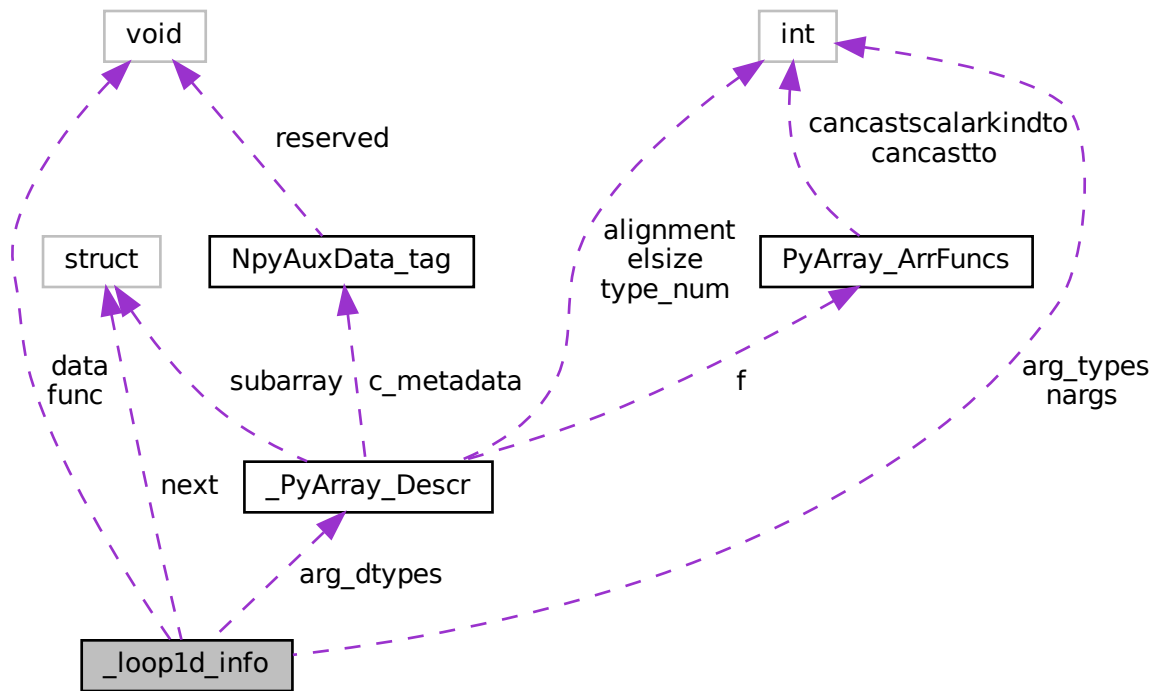 void
int
reserved
cancastscalarkindto
cancastto
struct
NpyAuxData_tag
alignment
elsize
type_num
PyArray_ArrFuncs
data
func
subarray
c_metadata
f
arg_types
nargs
next
_PyArray_Descr
arg_dtypes
_loop1d_info